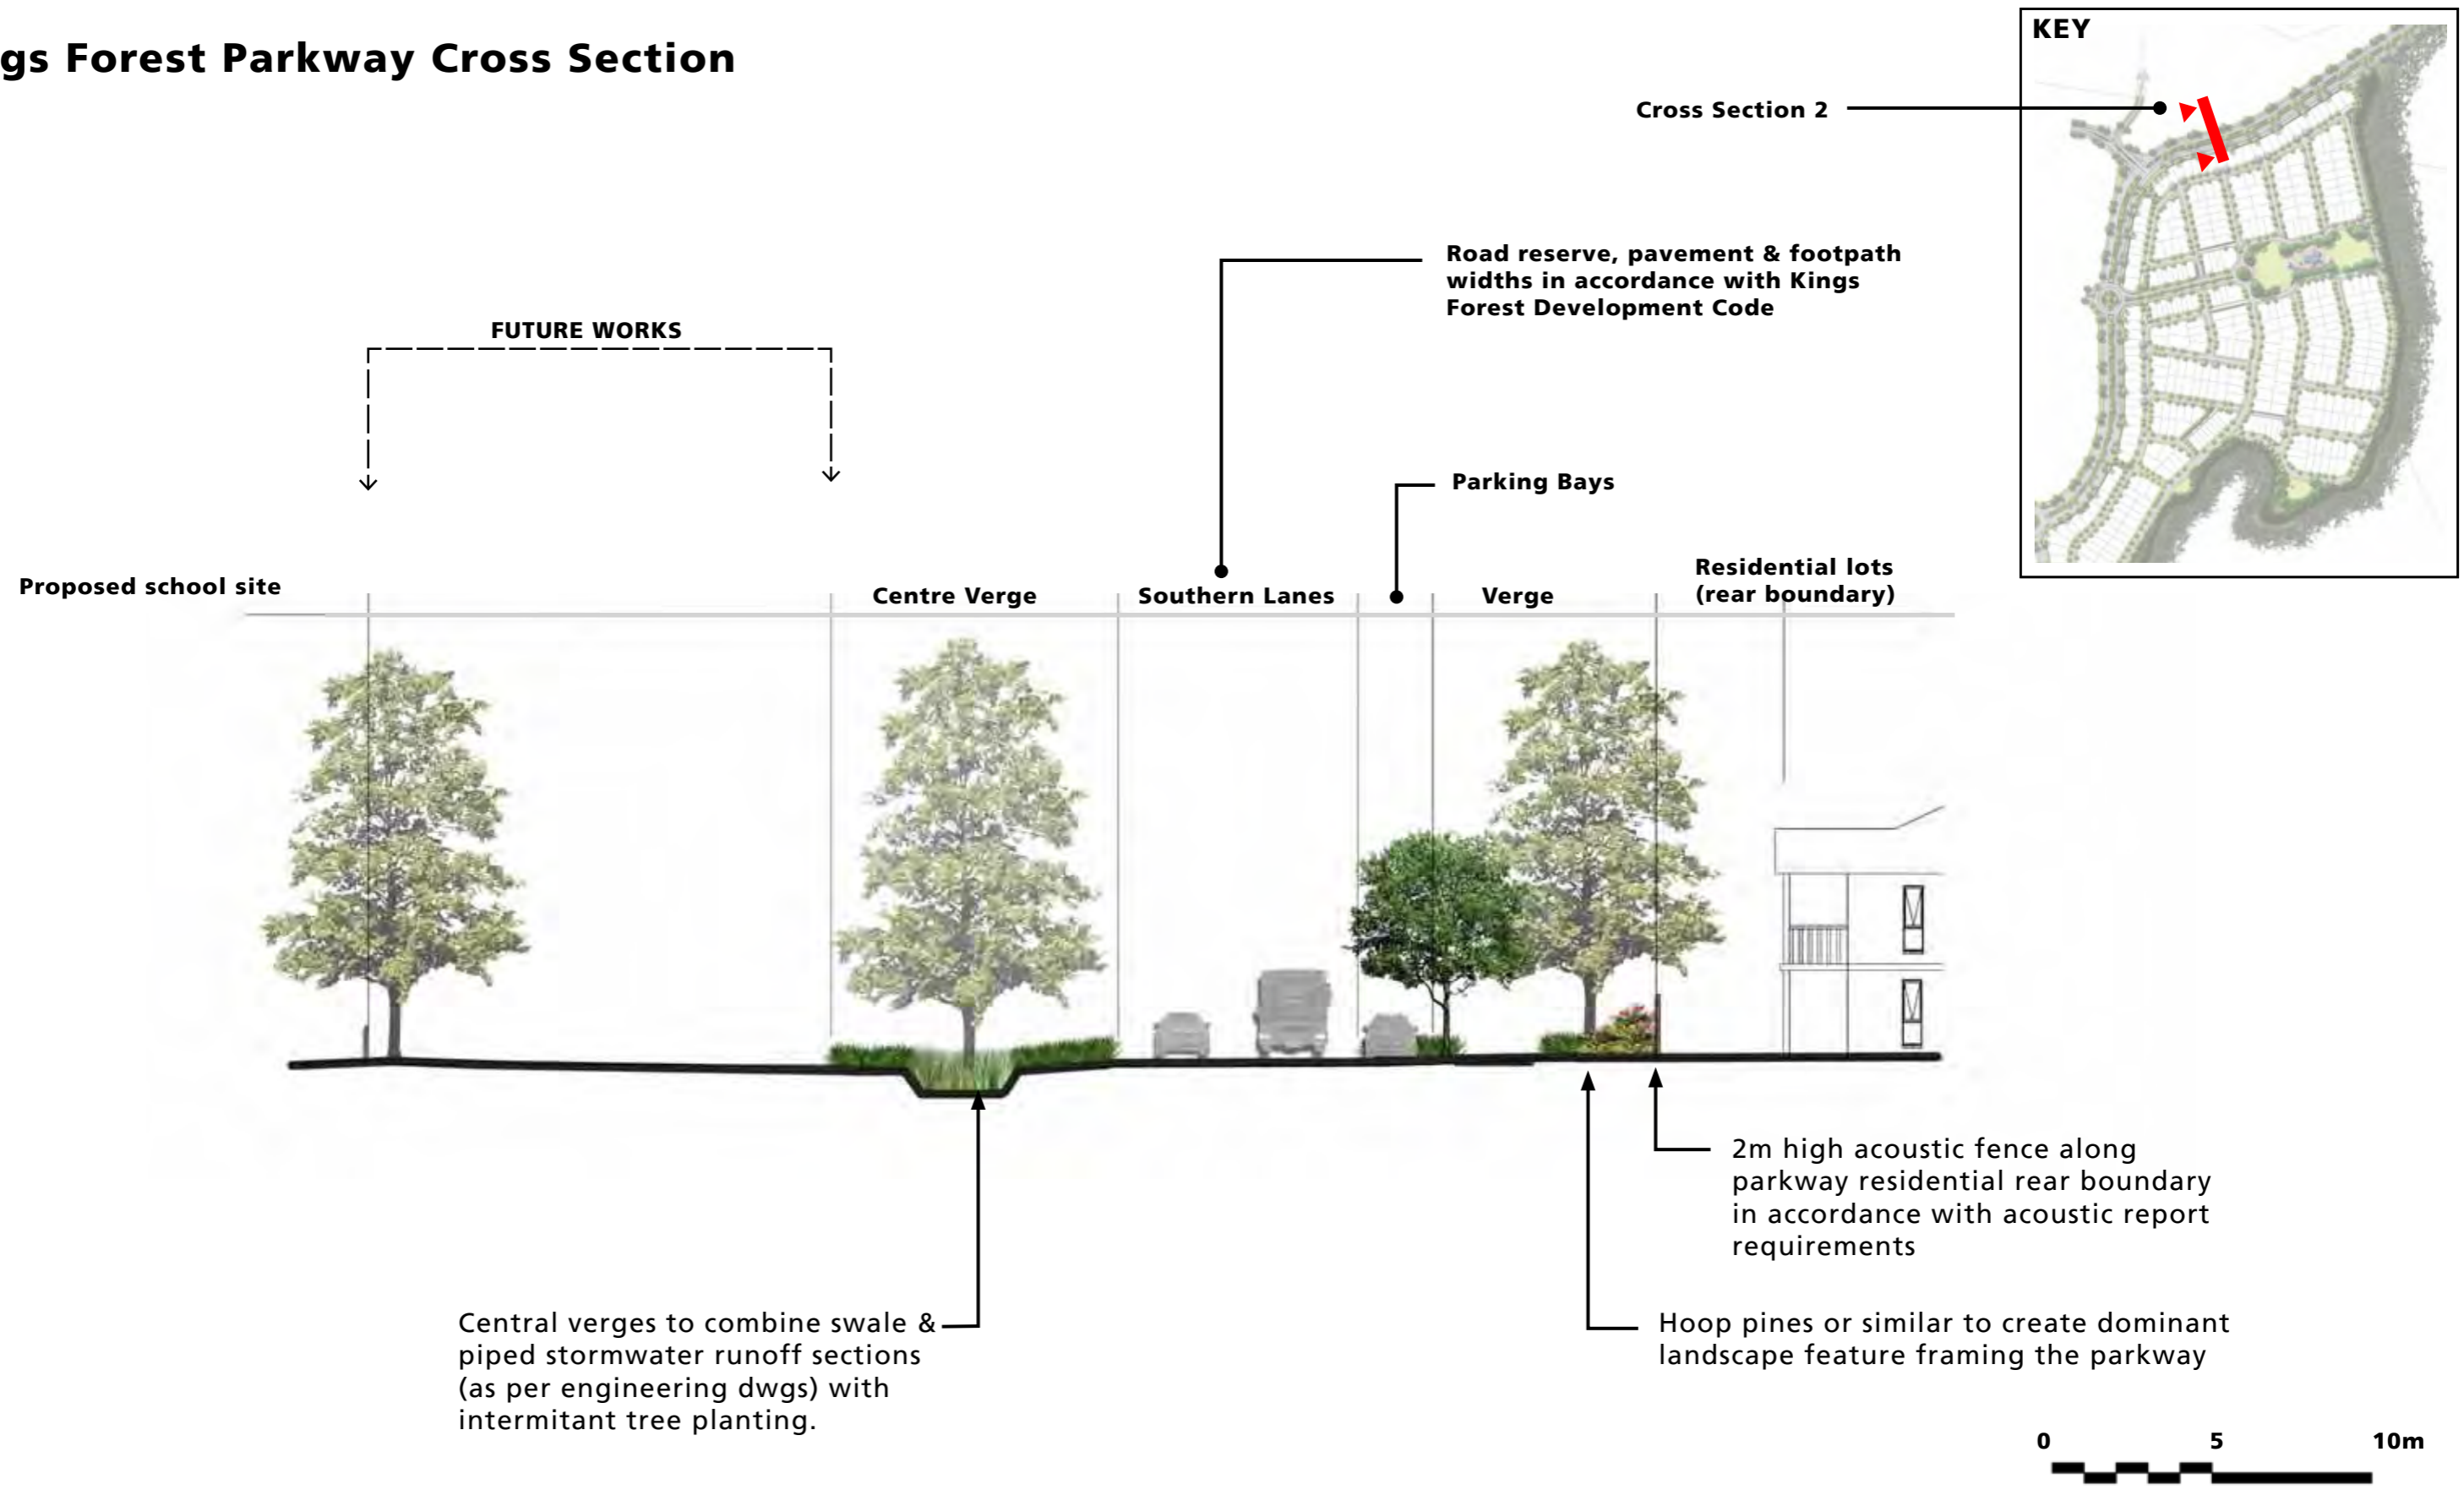 gs Forest Parkway Cross Section
KEY
Cross Section 2
Road reserve, pavement & footpath
widths in accordance with Kings
Forest Development Code
FUTURE WORKS
Parking Bays
Proposed school site
Centre Verge
Southern Lanes
Verge
Residential lots
(rear boundary)
2m high acoustic fence along
parkway residential rear boundary
in accordance with acoustic report
requirements
Central verges to combine swale &
piped stormwater runoff sections
(as per engineering dwgs) with
intermitant tree planting.
Hoop pines or similar to create dominant
landscape feature framing the parkway
0 5 10m